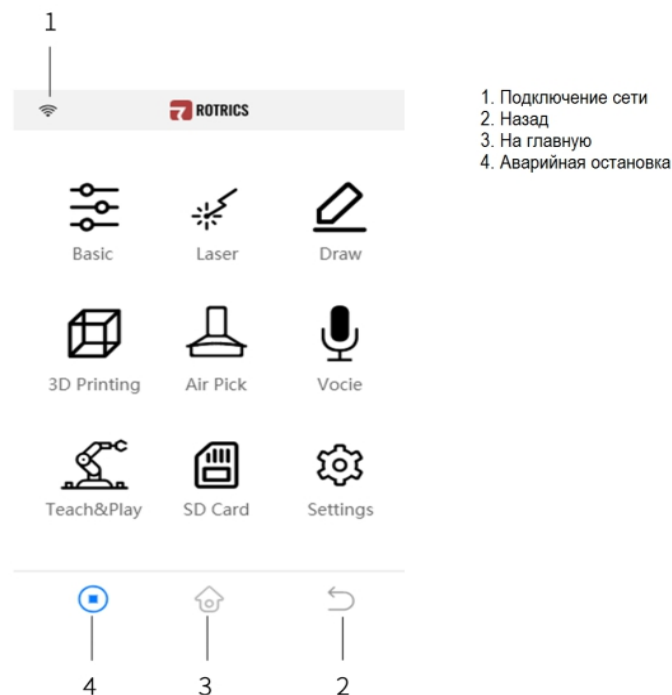 1
ROTRICS
1. Подключение сети
2. Назад
3. На главную
4. Аварийная остановка
Basic Laser Draw
3D Printing Air Pick Vocie
Teach&Play SD Card Settings
4 3 2